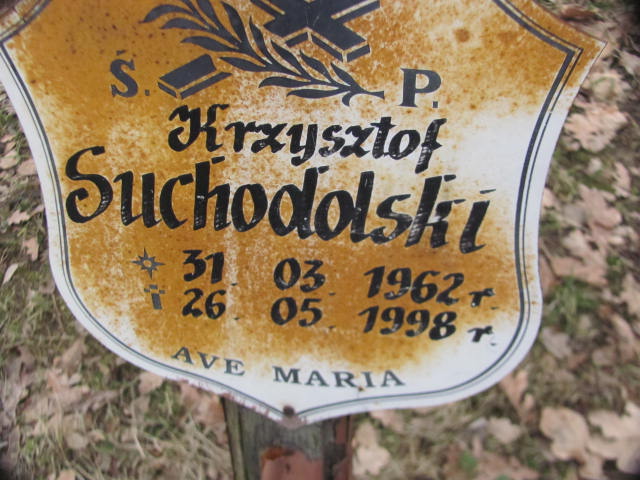 Ś. P.
Krzysztof
Suchodolski
31. 03. 1962 r.
26. 05. 1998 r.
AVE MARIA